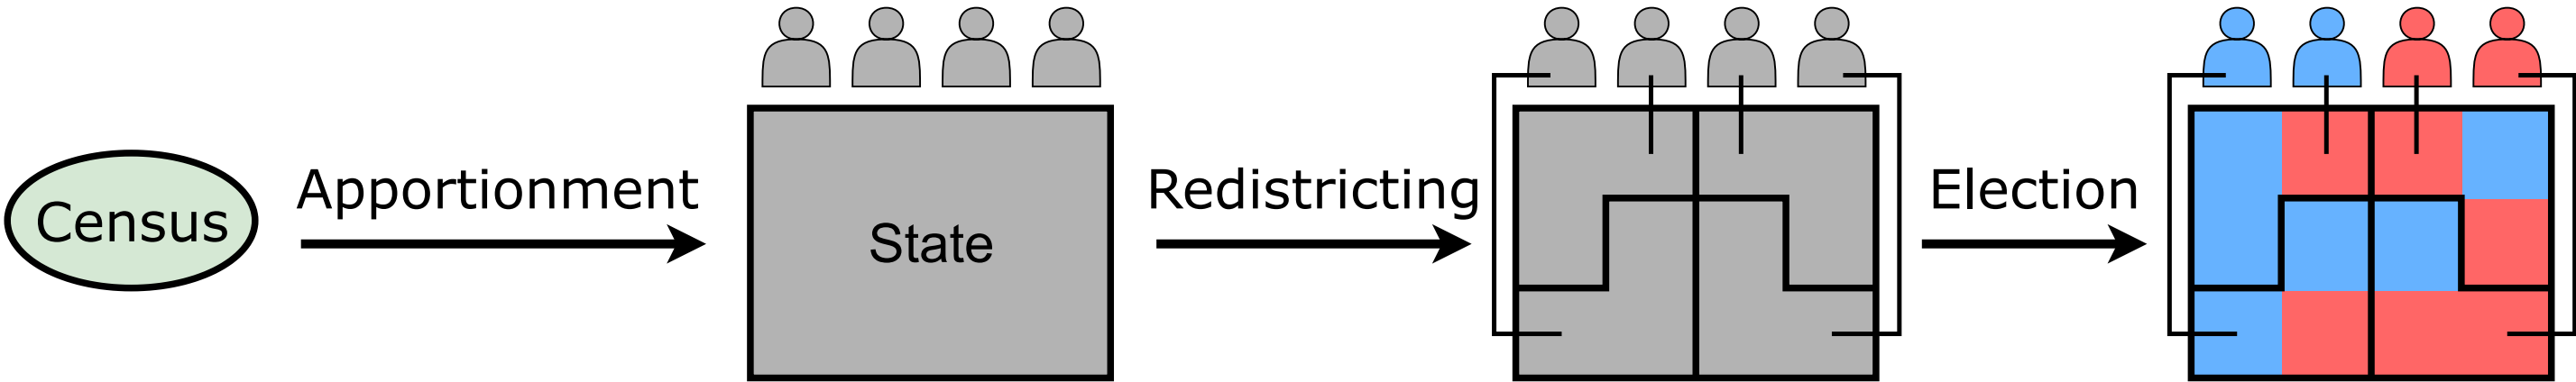 Census
Apportionment
State
Redistricting
Election